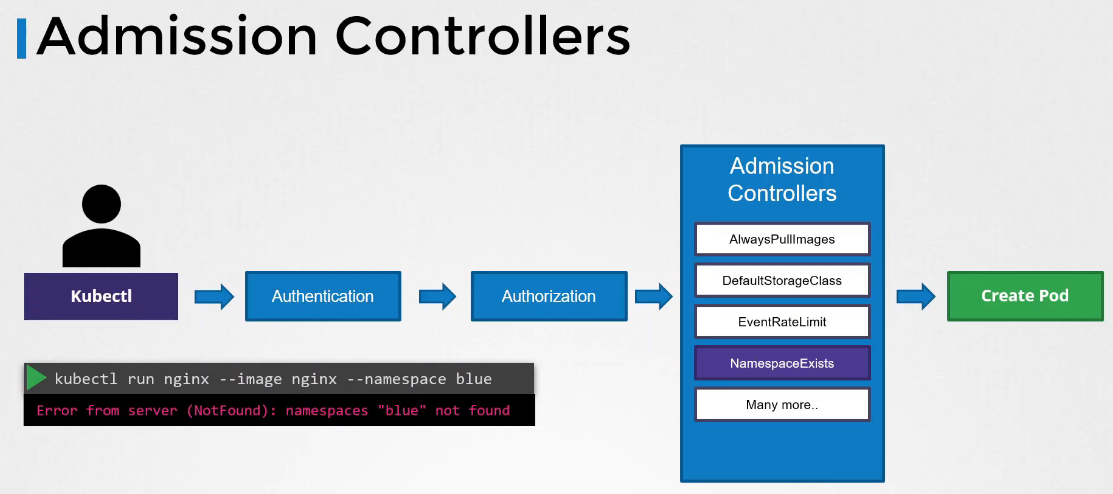 Admission Controllers
Kubectl
Authentication
Authorization
Admission
Controllers
AlwaysPullImages
DefaultStorageClass
EventRateLimit
NamespaceExists
Many more..
Create Pod
kubectl run nginx --image nginx --namespace blue
Error from server (NotFound): namespaces "blue" not found